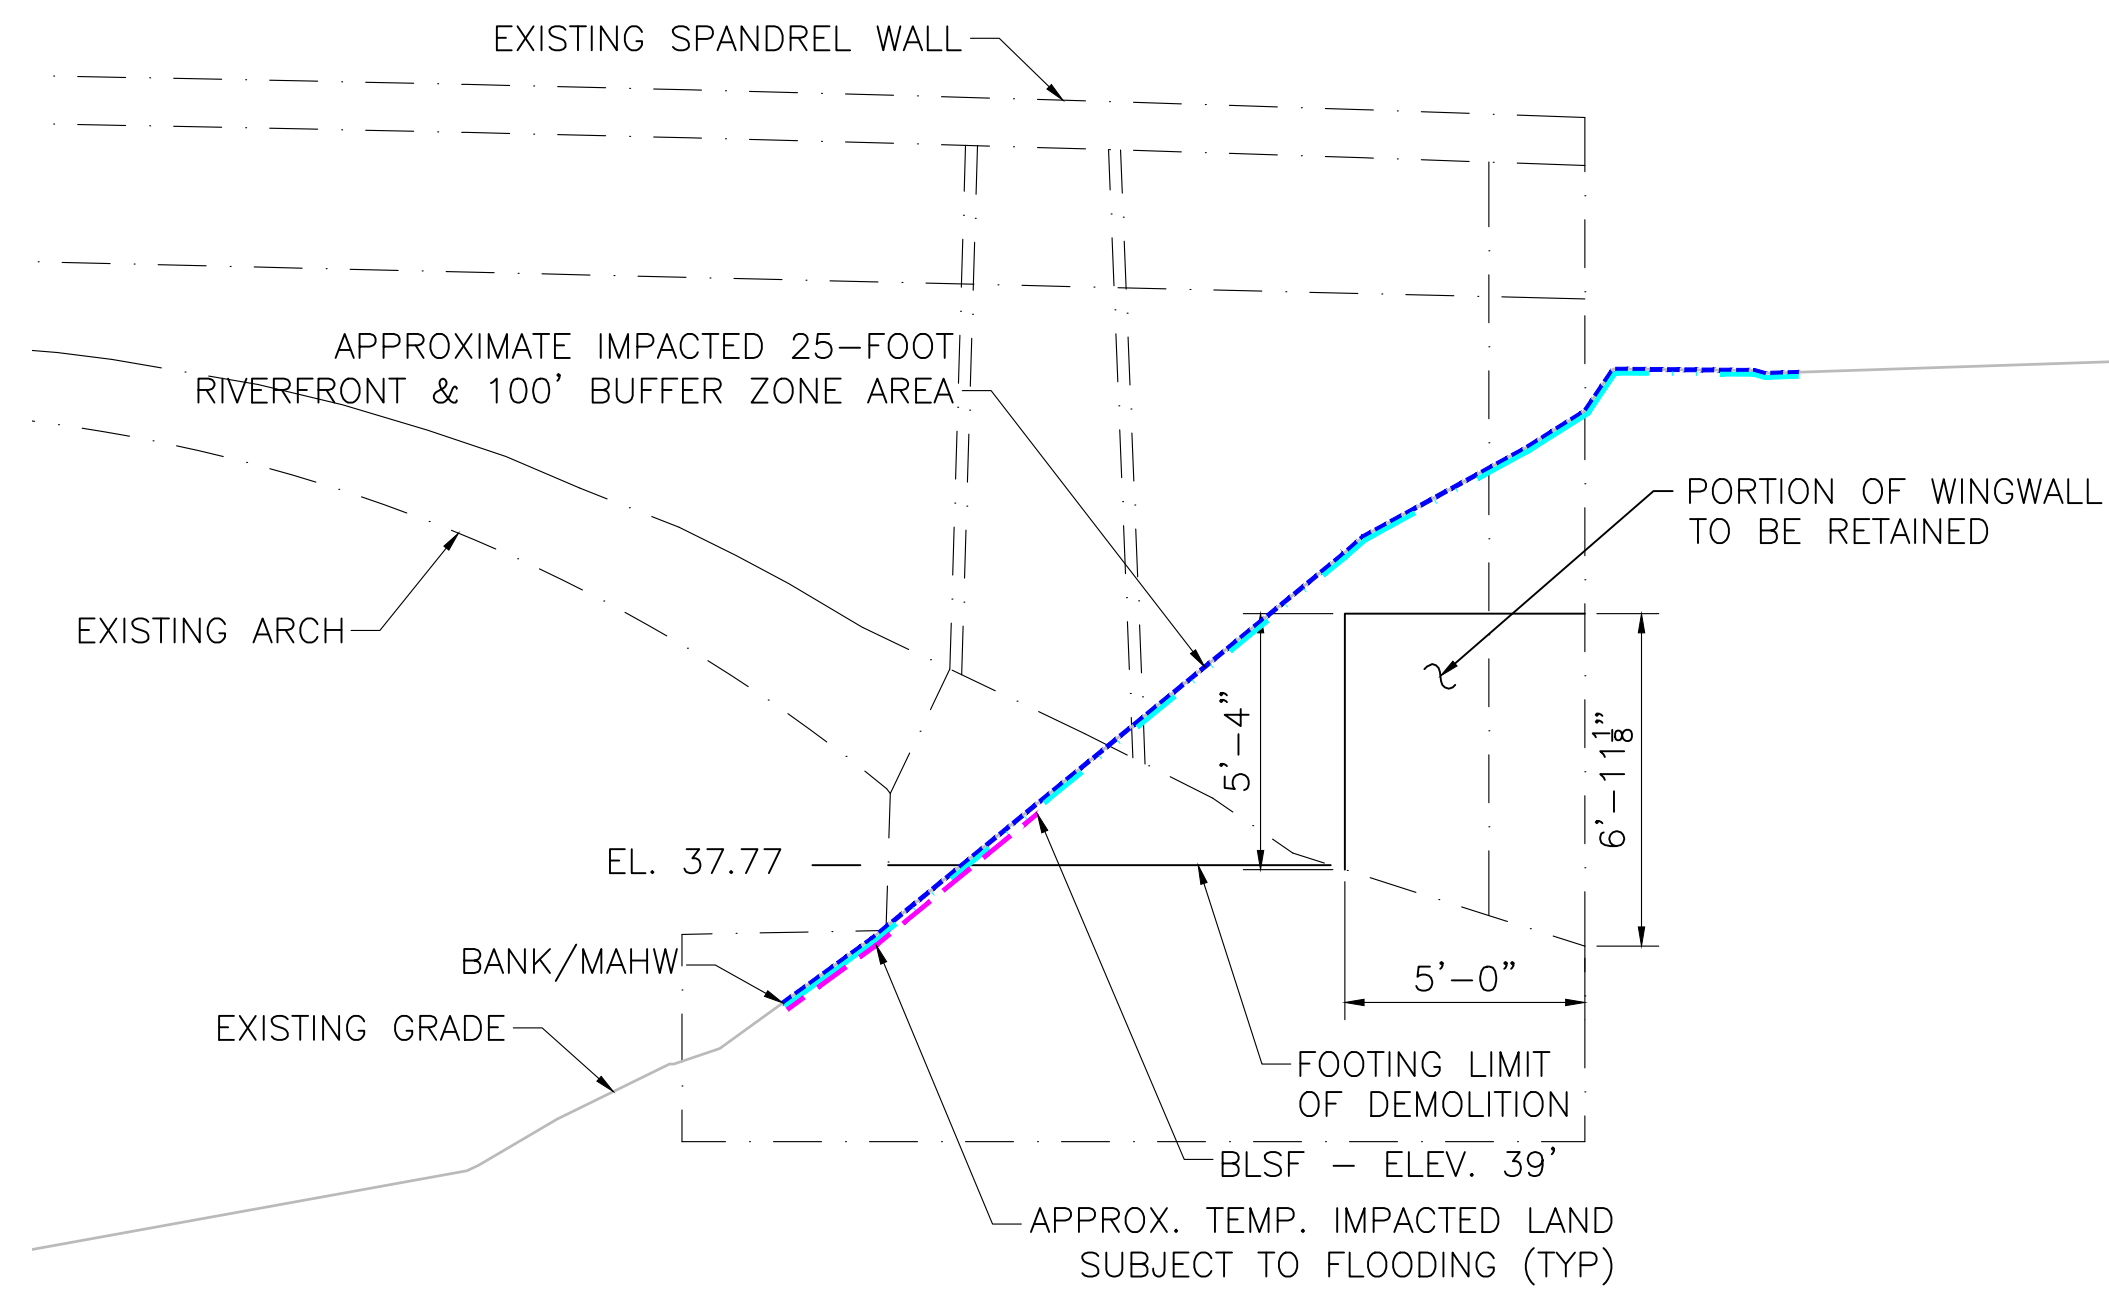 EXISTING SPANDREL WALL
APPROXIMATE IMPACTED 25-FOOT
RIVERFRONT & 100' BUFFER ZONE AREA
PORTION OF WINGWALL
TO BE RETAINED
EXISTING ARCH
5'-4"
6'-11 1/8"
EL. 37.77
BANK/MAHW
5'-0"
EXISTING GRADE
FOOTING LIMIT
OF DEMOLITION
BLSF - ELEV. 39'
APPROX. TEMP. IMPACTED LAND
SUBJECT TO FLOODING (TYP)